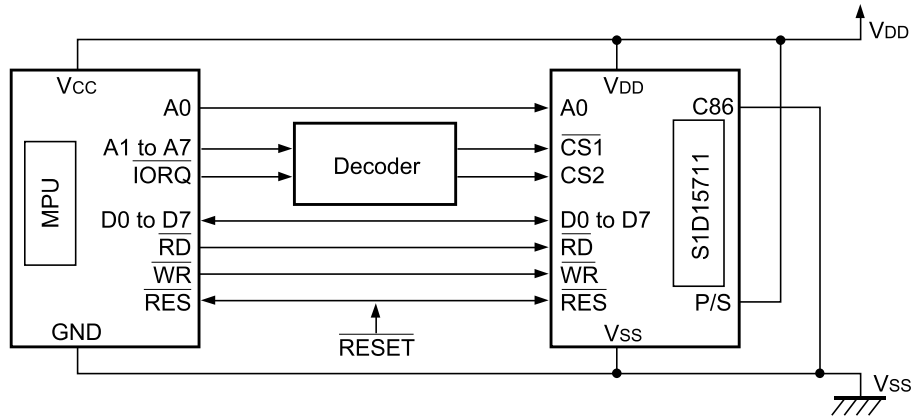 VDD
VCC
VDD
A0
A0
C86
A1 to A7
Decoder
CS1
IORQ
CS2
MPU
S1D15711
D0 to D7
D0 to D7
RD
RD
WR
WR
RES
RES
P/S
GND
RESET
VSS
VSS